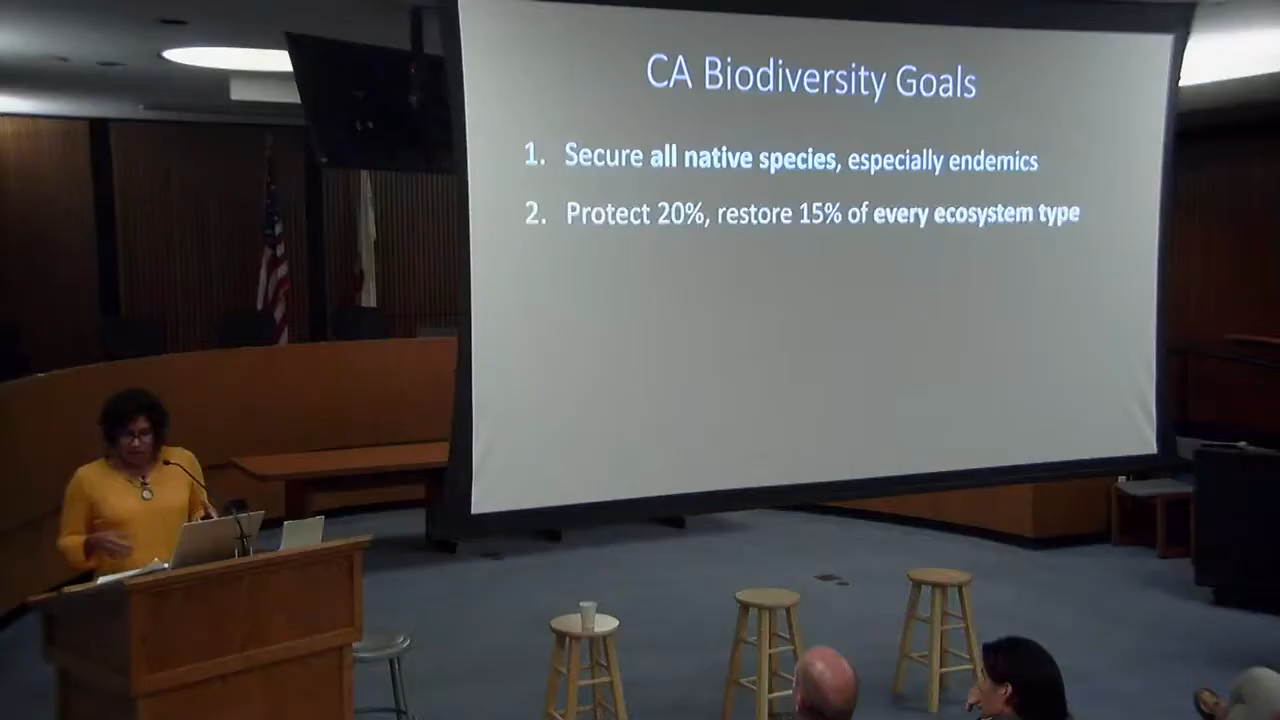 CA Biodiversity Goals
1. Secure all native species, especially endemics
2. Protect 20%, restore 15% of every ecosystem type